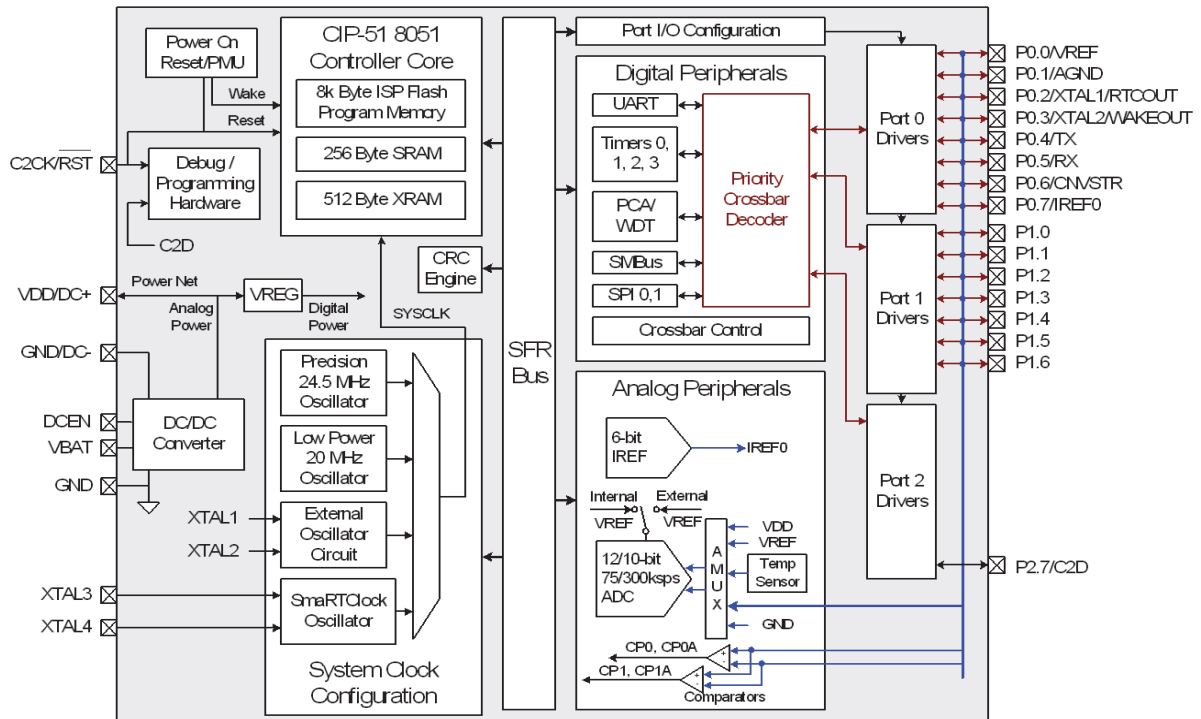 Power On
Reset/PMU
Wake
Reset
C2CK/RST
Debug /
Programming
Hardware
C2D
CIP-51 8051
Controller Core
8k Byte ISP Flash
Program Memory
256 Byte SRAM
512 Byte XRAM
CRC
Engine
VDD/DC+
Power Net
Analog
Power
VREG
Digital
Power
SYSCLK
GND/DC-
DCEN
VBAT
GND
DC/DC
Converter
XTAL1
XTAL2
XTAL3
XTAL4
Precision
24.5 MHz
Oscillator
Low Power
20 MHz
Oscillator
External
Oscillator
Circuit
SmaRTClock
Oscillator
System Clock
Configuration
SFR
Bus
Port I/O Configuration
Digital Peripherals
UART
Timers 0,
1, 2, 3
PCA/
WDT
SMBus
SPI 0,1
Priority
Crossbar
Decoder
Crossbar Control
Analog Peripherals
6-bit
IREF
IREF0
Internal
External
VREF
VREF
12/10-bit
75/300ksps
ADC
A
M
U
X
VDD
VREF
Temp
Sensor
GND
CP0, CP0A
+
-
CP1, CP1A
+
-
Comparators
Port 0
Drivers
Port 1
Drivers
Port 2
Drivers
P0.0/VREF
P0.1/AGND
P0.2/XTAL1/RTCOUT
P0.3/XTAL2/WAKEOUT
P0.4/TX
P0.5/RX
P0.6/CNVSTR
P0.7/IREF0
P1.0
P1.1
P1.2
P1.3
P1.4
P1.5
P1.6
P2.7/C2D